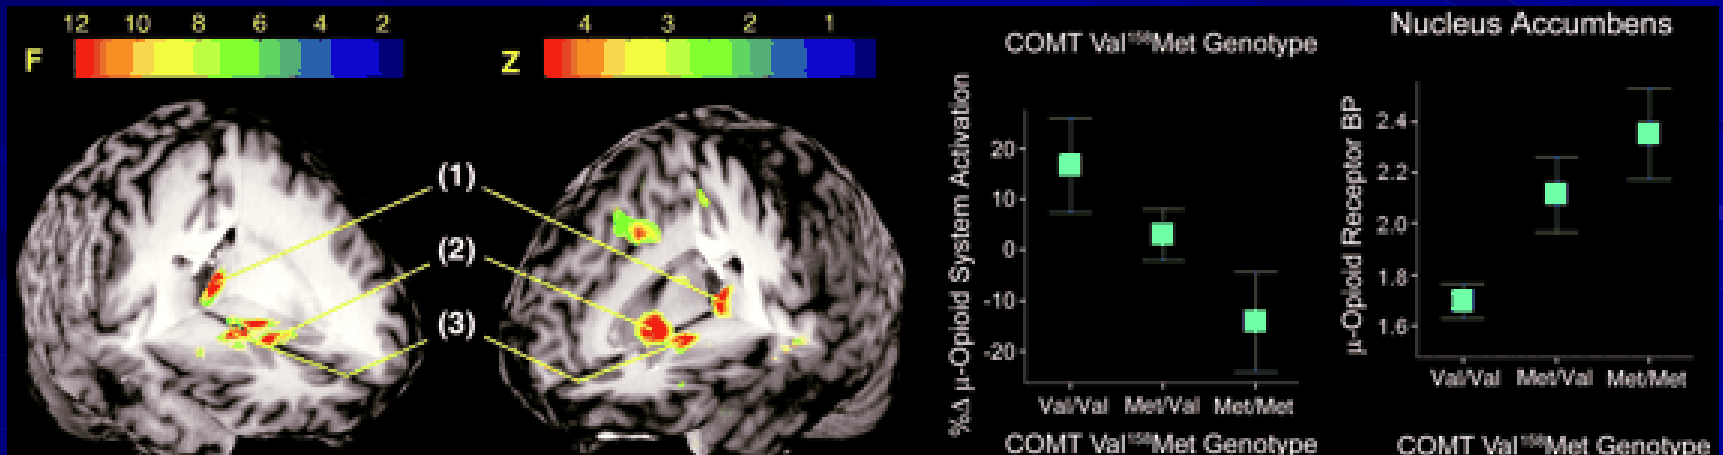 12 10 8 6 4 2
F
4 3 2 1
Z
(1)
(2)
(3)
COMT Val¹⁵⁸Met Genotype
%Δ μ-Opioid System Activation
20
10
0
-10
-20
Val/Val Met/Val Met/Met
COMT Val¹⁵⁸Met Genotype
Nucleus Accumbens
μ-Opioid Receptor BP
2.4
2.2
2.0
1.8
1.6
Val/Val Met/Val Met/Met
COMT Val¹⁵⁸Met Genotype